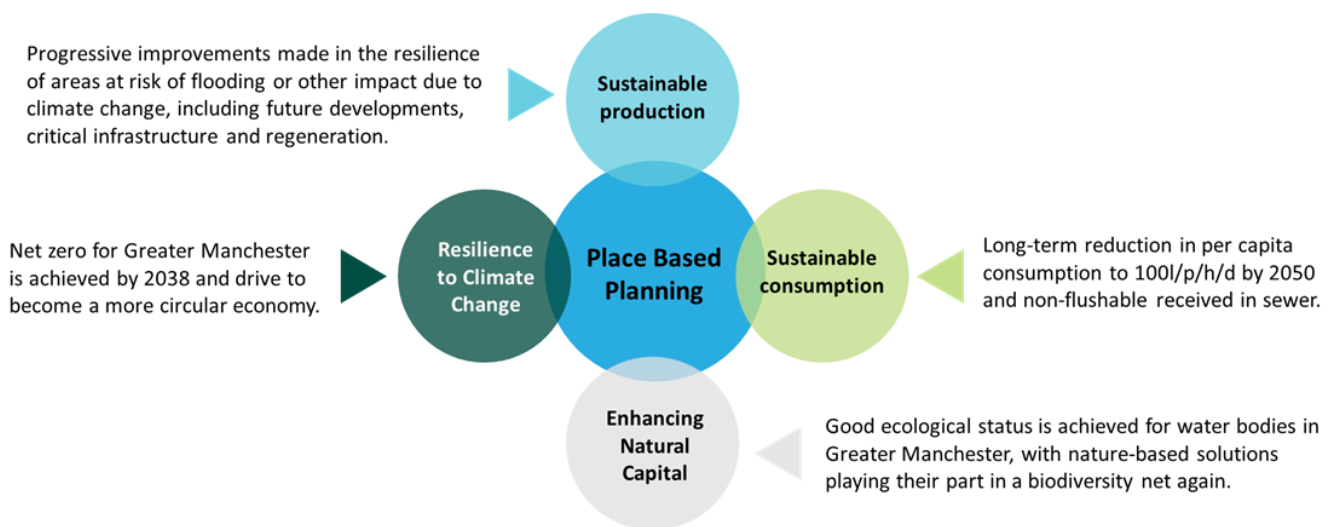 Progressive improvements made in the resilience
of areas at risk of flooding or other impact due to
climate change, including future developments,
critical infrastructure and regeneration.
Sustainable
production
Net zero for Greater Manchester
is achieved by 2038 and drive to
become a more circular economy.
Resilience
to Climate
Change
Place Based
Planning
Sustainable
consumption
Long-term reduction in per capita
consumption to 100l/p/h/d by 2050
and non-flushable received in sewer.
Enhancing
Natural
Capital
Good ecological status is achieved for water bodies in
Greater Manchester, with nature-based solutions
playing their part in a biodiversity net again.